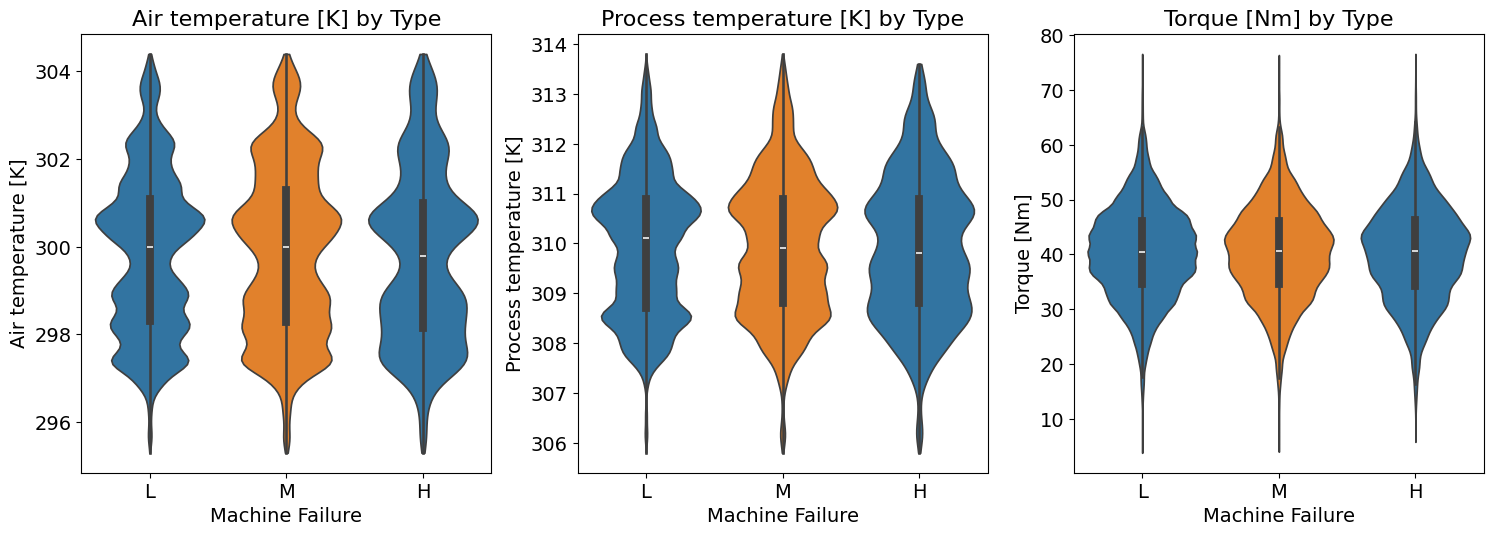 Air temperature [K] by Type
Air temperature [K]
304
302
300
298
296
L M H
Machine Failure
Process temperature [K] by Type
Process temperature [K]
314
313
312
311
310
309
308
307
306
L M H
Machine Failure
Torque [Nm] by Type
Torque [Nm]
80
70
60
50
40
30
20
10
L M H
Machine Failure